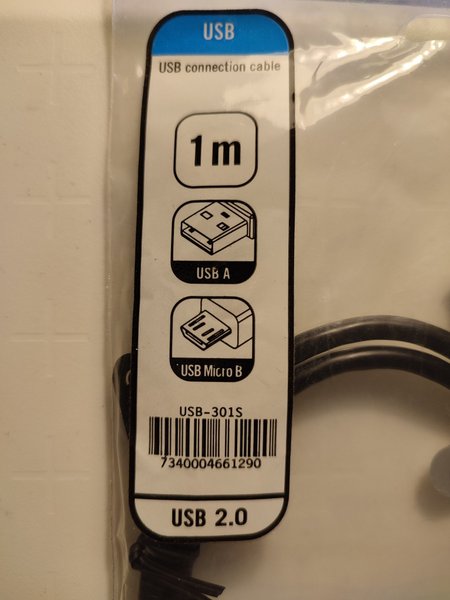 USB
USB connection cable
1m
USB A
USB Micro B
USB-301S
7340004661290
USB 2.0